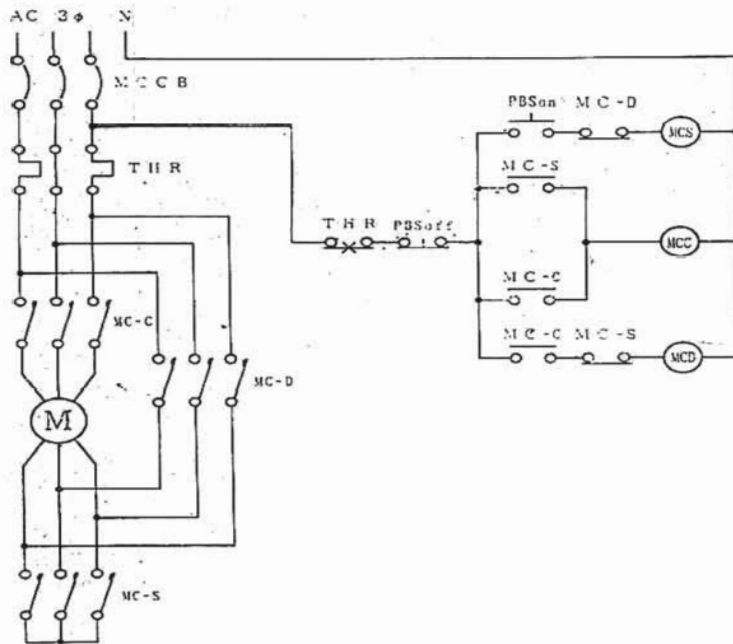 AC 3φ N
MCCB
PBSon MC-D
MCS
THR
MC-S
THR PBSoff
MCC
MC-C
MC-C
MC-C MC-S
MCD
MC-D
M
MC-S